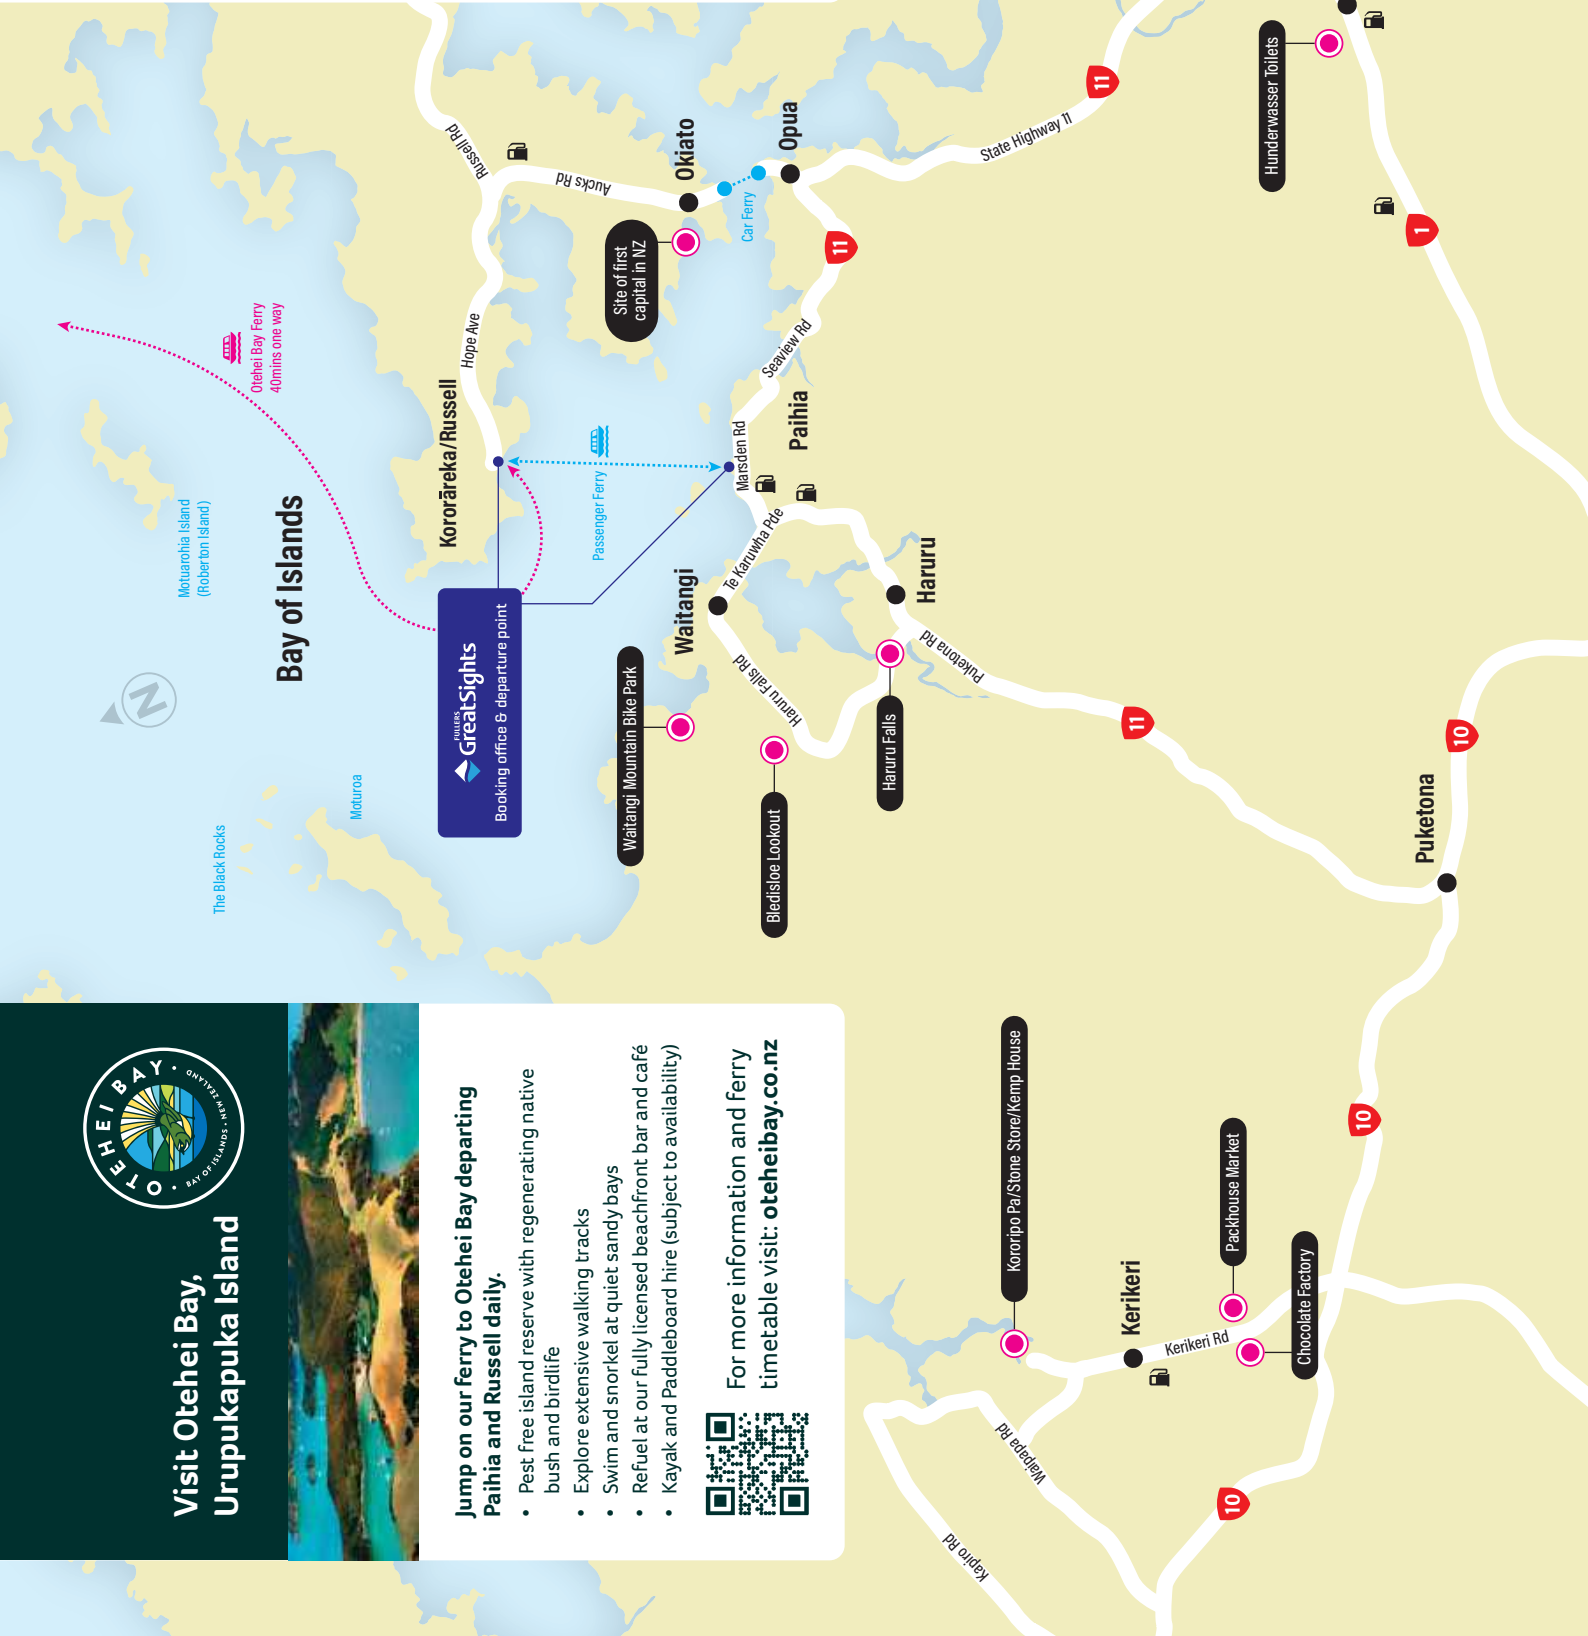 Visit Otehei Bay,
Urupukapuka Island
OTEHEI BAY
BAY OF ISLANDS • NEW ZEALAND
Jump on our ferry to Otehei Bay departing
Paihia and Russell daily.
• Pest free island reserve with regenerating native
bush and birdlife
• Explore extensive walking tracks
• Swim and snorkel at quiet sandy bays
• Refuel at our fully licensed beachfront bar and café
• Kayak and Paddleboard hire (subject to availability)
For more information and ferry
timetable visit: oteheibay.co.nz
The Black Rocks
Moturoa
N
Motuarohia Island
(Roberton Island)
Bay of Islands
Otehei Bay Ferry
40mins one way
FULLERS
GreatSights
Booking office & departure point
Kororāreka/Russell
Hope Ave
Russell Rd
Aucks Rd
Okiato
Site of first
capital in NZ
Car Ferry
Opua
Passenger Ferry
Waitangi Mountain Bike Park
Waitangi
Marsden Rd
Paihia
Seaview Rd
11
State Highway 11
11
Te Karuwha Pde
Haruru Falls Rd
Bledisloe Lookout
Haruru Falls
Haruru
Puketona Rd
11
Hunderwasser Toilets
1
Puketona
10
10
Kororipo Pa/Stone Store/Kemp House
Kerikeri
Kerikeri Rd
Packhouse Market
Chocolate Factory
Waipapa Rd
Kapiro Rd
10